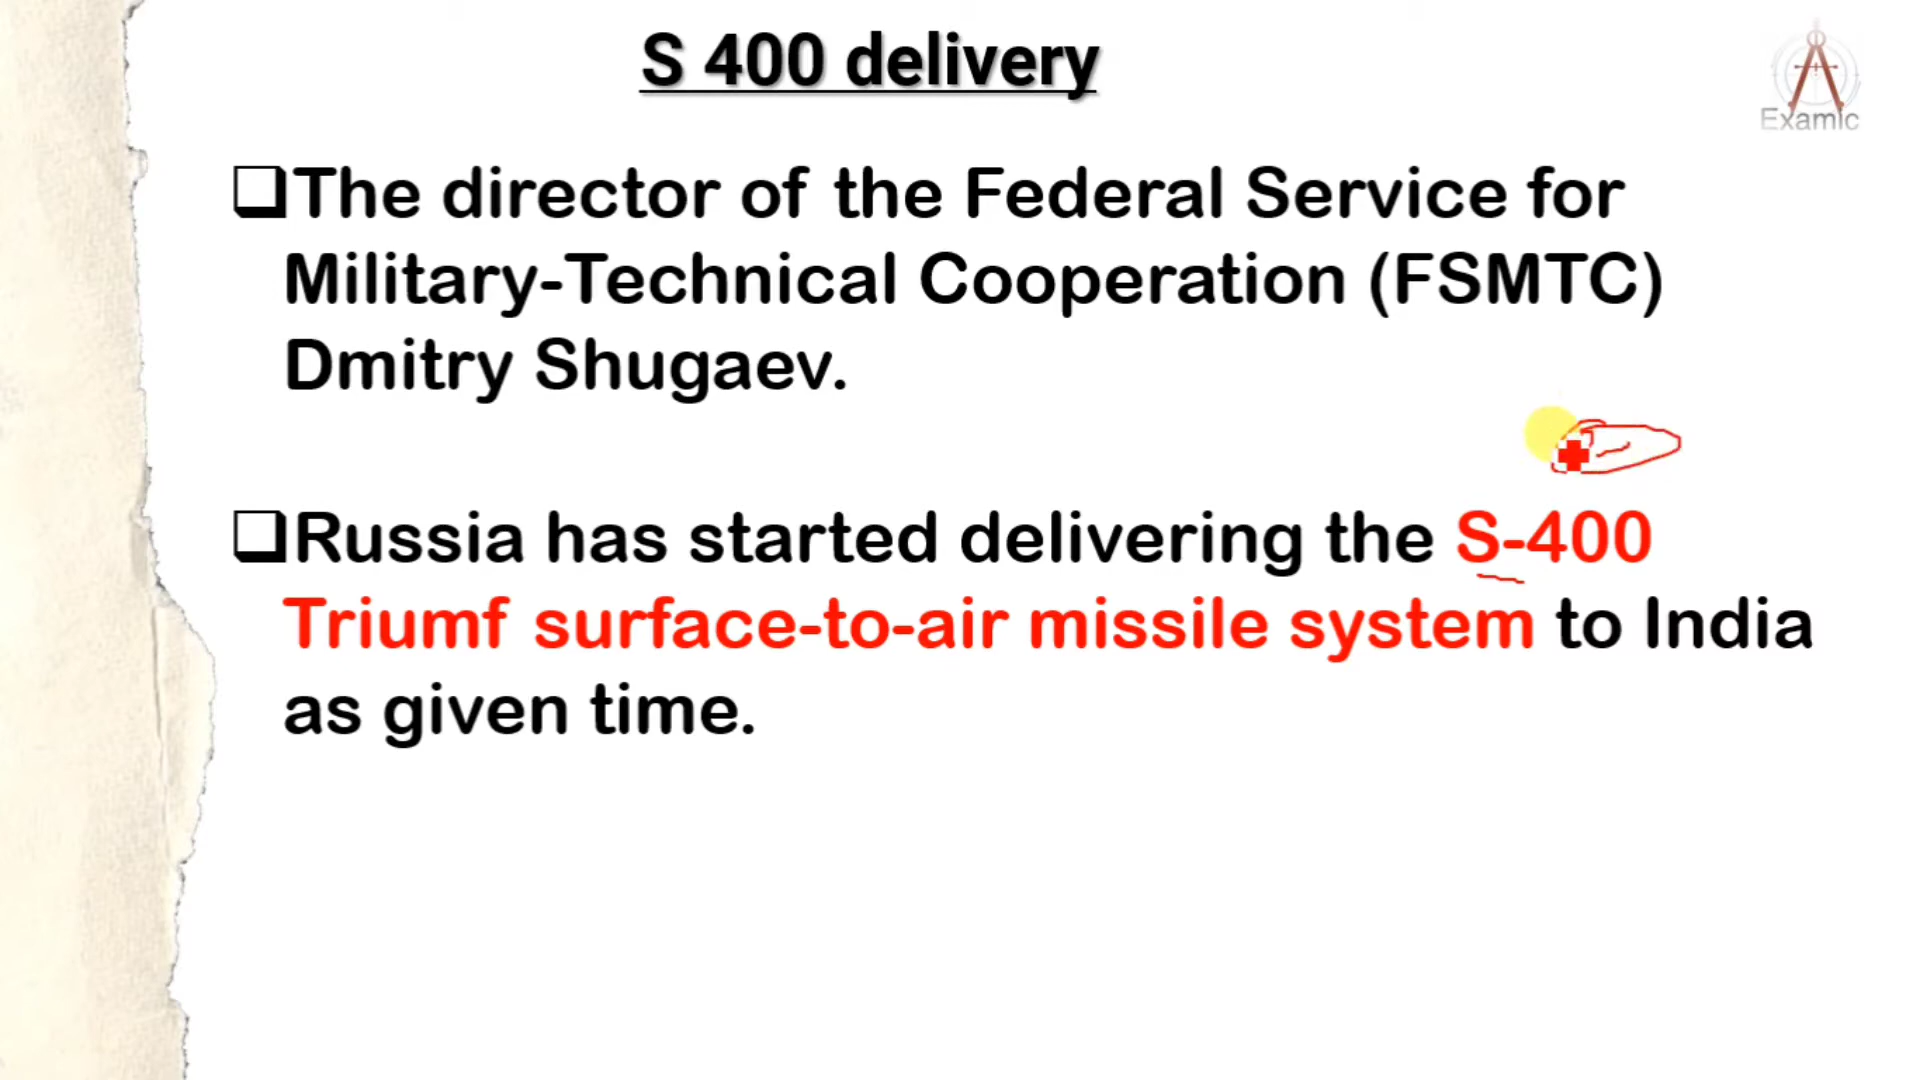 S 400 delivery
Examic
The director of the Federal Service for
Military-Technical Cooperation (FSMTC)
Dmitry Shugaev.
Russia has started delivering the S-400
Triumf surface-to-air missile system to India
as given time.